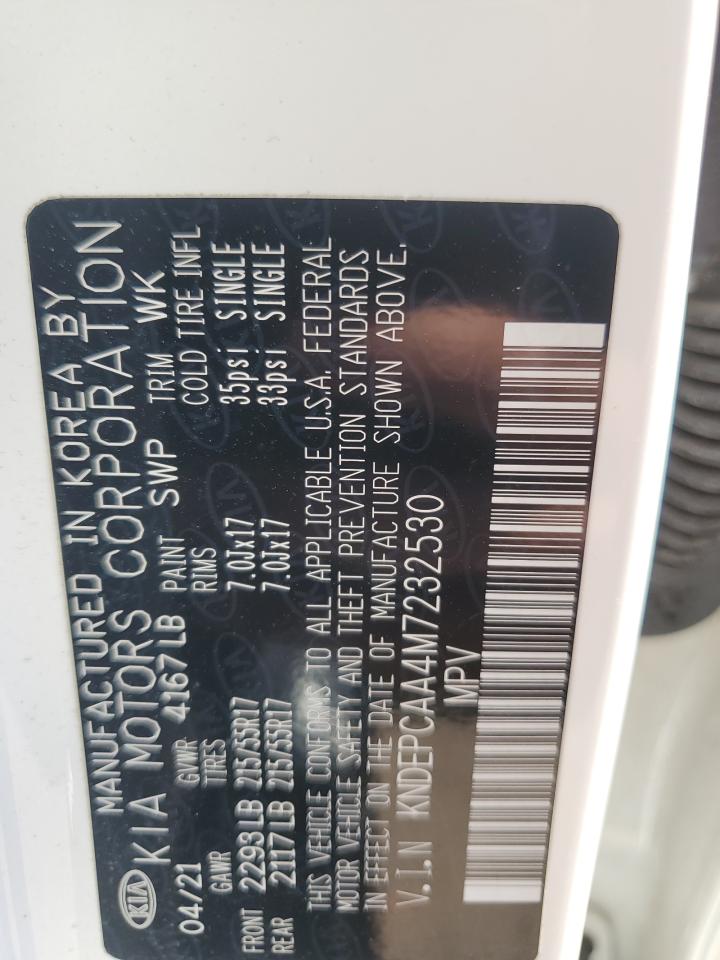 MANUFACTURED IN KOREA BY
KIA KIA MOTORS CORPORATION
04/21 GWR 4167LB PAINT SWP TRIM WK
GAWR TIRES RIMS COLD TIRE INFL
FRONT 2293LB 215/55R17 7.0Jx17 35psi SINGLE
REAR 2117LB 215/55R17 7.0Jx17 33psi SINGLE
THIS VEHICLE CONFORMS TO ALL APPLICABLE U.S.A. FEDERAL
MOTOR VEHICLE SAFETY AND THEFT PREVENTION STANDARDS
IN EFFECT ON THE DATE OF MANUFACTURE SHOWN ABOVE.
V.I.N KNDEPCAA4M7232530
MPV